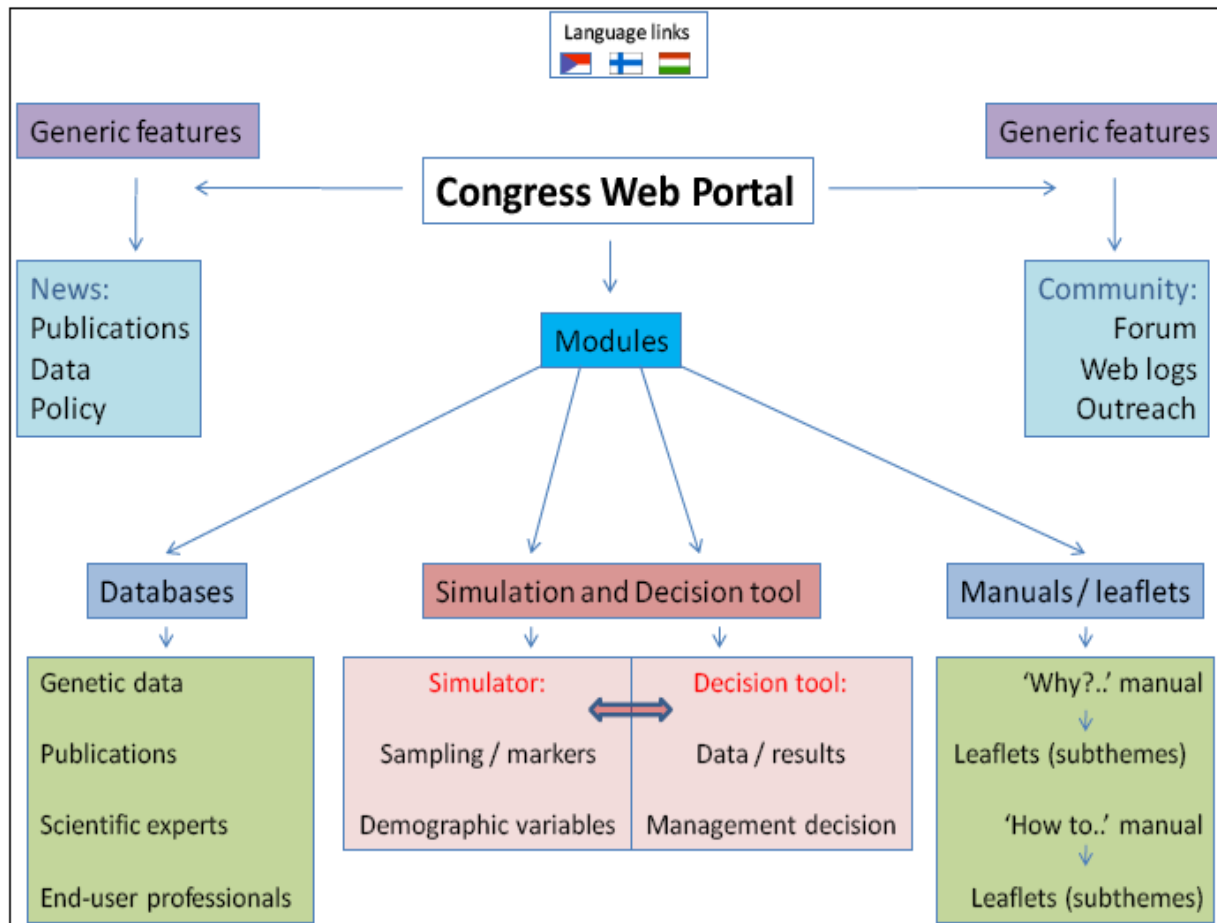 Language links
Generic features
Generic features
Congress Web Portal
News:
Publications
Data
Policy
Community:
Forum
Web logs
Outreach
Modules
Databases
Simulation and Decision tool
Manuals / leaflets
Genetic data
Publications
Scientific experts
End-user professionals
Simulator:
Sampling / markers
Demographic variables
Decision tool:
Data / results
Management decision
‘Why?..’ manual
Leaflets (subthemes)
‘How to..’ manual
Leaflets (subthemes)